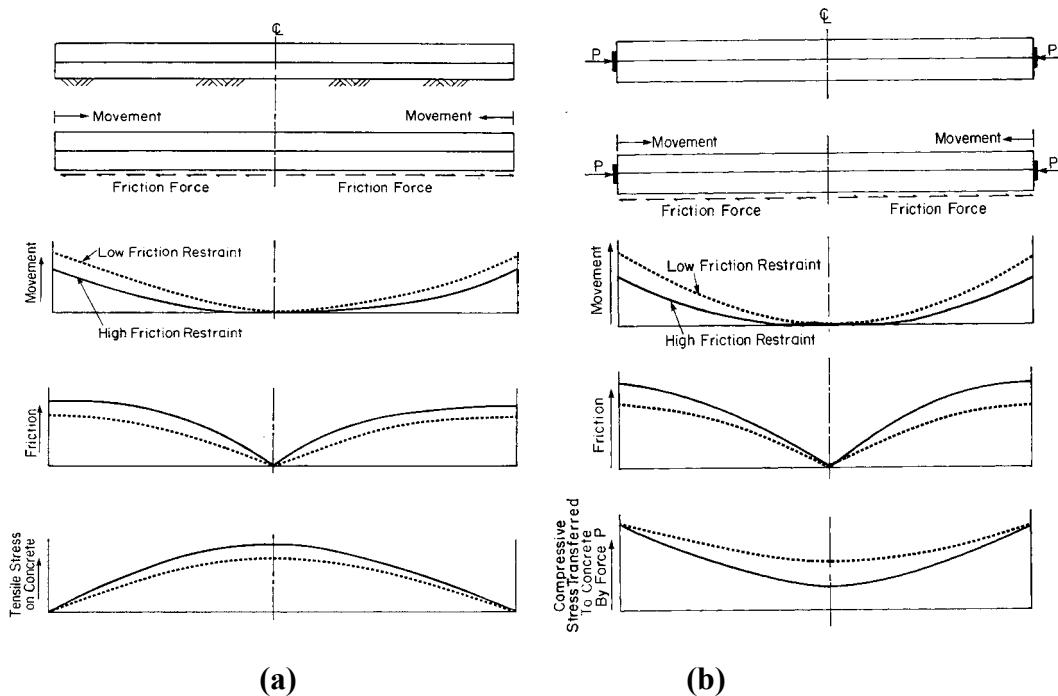 ℄
Movement
Movement
Friction Force
Friction Force
Movement
Low Friction Restraint
High Friction Restraint
Friction
Tensile Stress
on Concrete
(a)
℄
P
P
Movement
Movement
P
P
Friction Force
Friction Force
Movement
Low Friction Restraint
High Friction Restraint
Friction
Compressive
Stress Transferred
To Concrete
By Force P
(b)